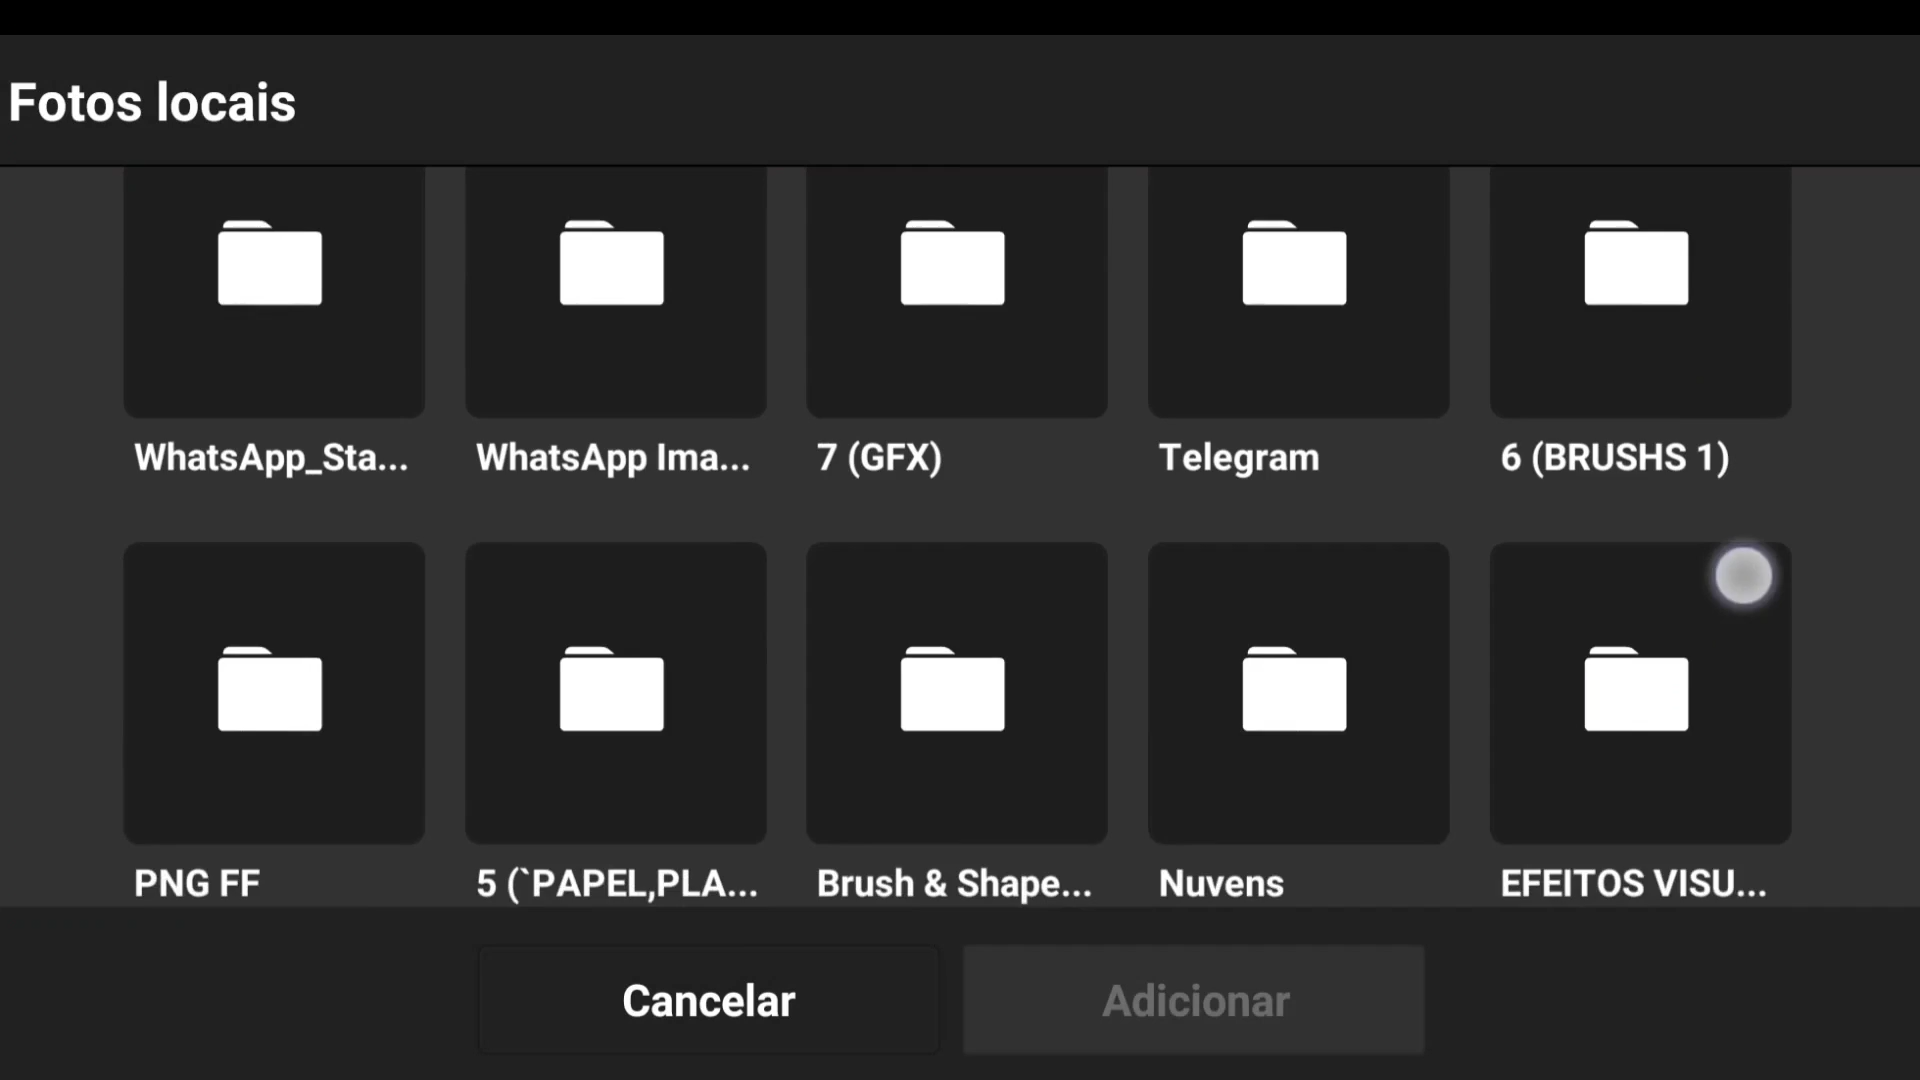 Fotos locais
WhatsApp_Sta...
WhatsApp Ima...
7 (GFX)
Telegram
6 (BRUSHS 1)
PNG FF
5 (`PAPEL,PLA...
Brush & Shape...
Nuvens
EFEITOS VISU...
Cancelar
Adicionar